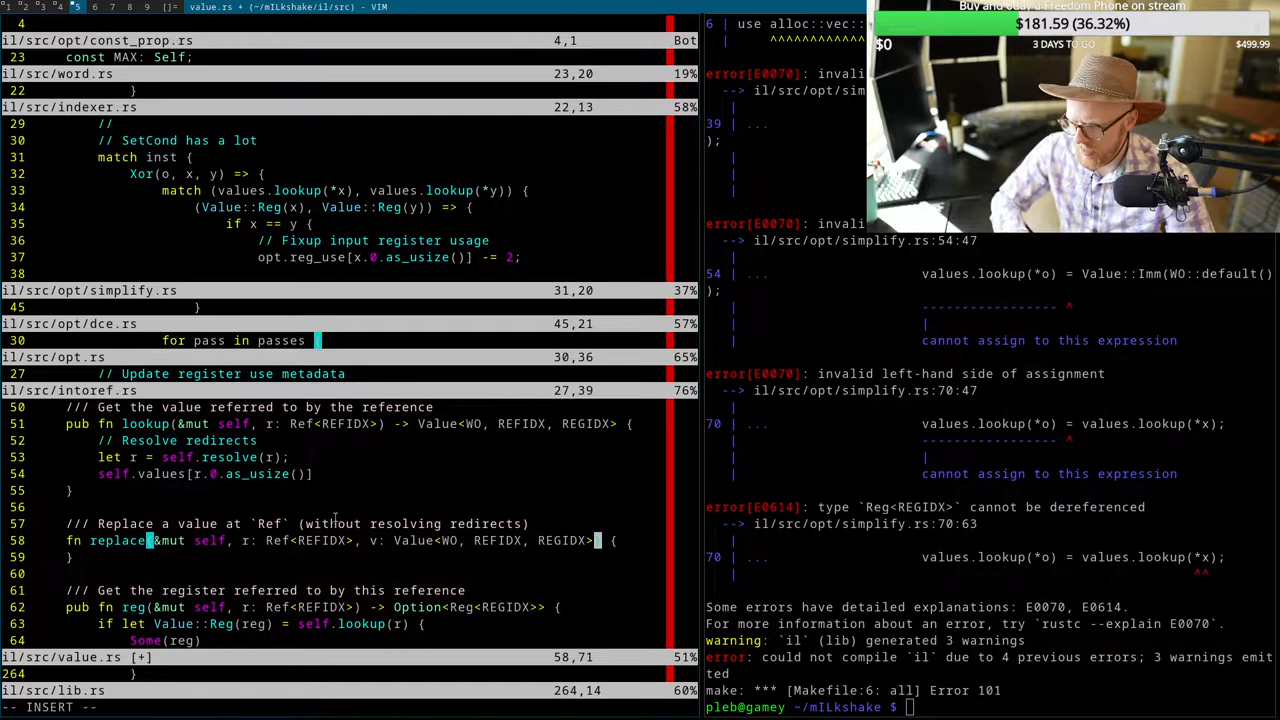 1 2 3 4 5 6 7 8 9 []= value.rs + (~/mILkshake/il/src) - VIM
4
il/src/opt/const_prop.rs 4,1 Bot
23 const MAX: Self;
il/src/word.rs 23,20 19%
22 }
il/src/indexer.rs 22,13 58%
29 //
30 // SetCond has a lot
31 match inst {
32 Xor(o, x, y) => {
33 match (values.lookup(*x), values.lookup(*y)) {
34 (Value::Reg(x), Value::Reg(y)) => {
35 if x == y {
36 // Fixup input register usage
37 opt.reg_use[x.0.as_usize()] -= 2;
38
il/src/opt/simplify.rs 31,20 37%
45 }
il/src/opt/dce.rs 45,21 57%
30 for pass in passes {
il/src/opt.rs 30,36 65%
27 // Update register use metadata
il/src/intoref.rs 27,39 76%
50 /// Get the value referred to by the reference
51 pub fn lookup(&mut self, r: Ref<REFIDX>) -> Value<WO, REFIDX, REGIDX> {
52 // Resolve redirects
53 let r = self.resolve(r);
54 self.values[r.0.as_usize()]
55 }
56
57 /// Replace a value at `Ref` (without resolving redirects)
58 fn replace(&mut self, r: Ref<REFIDX>, v: Value<WO, REFIDX, REGIDX>) {
59 }
60
61 /// Get the register referred to by this reference
62 pub fn reg(&mut self, r: Ref<REFIDX>) -> Option<Reg<REGIDX>> {
63 if let Value::Reg(reg) = self.lookup(r) {
64 Some(reg)
il/src/value.rs [+] 58,71 51%
264 }
il/src/lib.rs 264,14 60%
-- INSERT --
6 | use alloc::vec::
| ^^^^^^^^^^^^
error[E0070]: invali
--> il/src/opt/sim
|
39 | ...
);
|
|
|
error[E0070]: invali
--> il/src/opt/simplify.rs:54:47
|
54 | ... values.lookup(*o) = Value::Imm(WO::default()
);
| ----------------- ^
| |
| cannot assign to this expression
error[E0070]: invalid left-hand side of assignment
--> il/src/opt/simplify.rs:70:47
|
70 | ... values.lookup(*o) = values.lookup(*x);
| ----------------- ^
| |
| cannot assign to this expression
error[E0614]: type `Reg<REGIDX>` cannot be dereferenced
--> il/src/opt/simplify.rs:70:63
|
70 | ... values.lookup(*o) = values.lookup(*x);
| ^^
Some errors have detailed explanations: E0070, E0614.
For more information about an error, try `rustc --explain E0070`.
warning: `il` (lib) generated 3 warnings
error: could not compile `il` due to 4 previous errors; 3 warnings emit
ted
make: *** [Makefile:6: all] Error 101
pleb@gamey ~/mILkshake $
Buy and 0day a Freedom Phone on stream
$181.59 (36.32%)
$0 3 DAYS TO GO $499.99